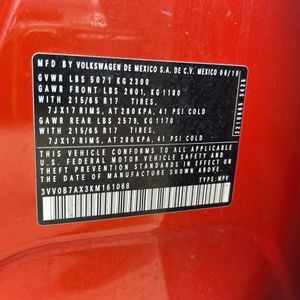 MFD BY VOLKSWAGEN DE MEXICO S.A. DE C.V. MEXICO 06/19
GVWR LBS 5071 KG 2300
GAWR FRONT LBS 2601, KG 1180
WITH 215/65 R17 TIRES,
7JX17 RIMS, AT 280 KPA, 41 PSI COLD
GAWR REAR LBS 2579, KG 1170
WITH 215/65 R17 TIRES,
7JX17 RIMS, AT 280 KPA, 41 PSI COLD
THIS VEHICLE CONFORMS TO ALL APPLICABLE
U.S. FEDERAL MOTOR VEHICLE SAFETY AND
THEFT PREVENTION STANDARDS IN EFFECT ON
THE DATE OF MANUFACTURE SHOWN ABOVE.
3VV0B7AX3KM161068 TYPE: MPV